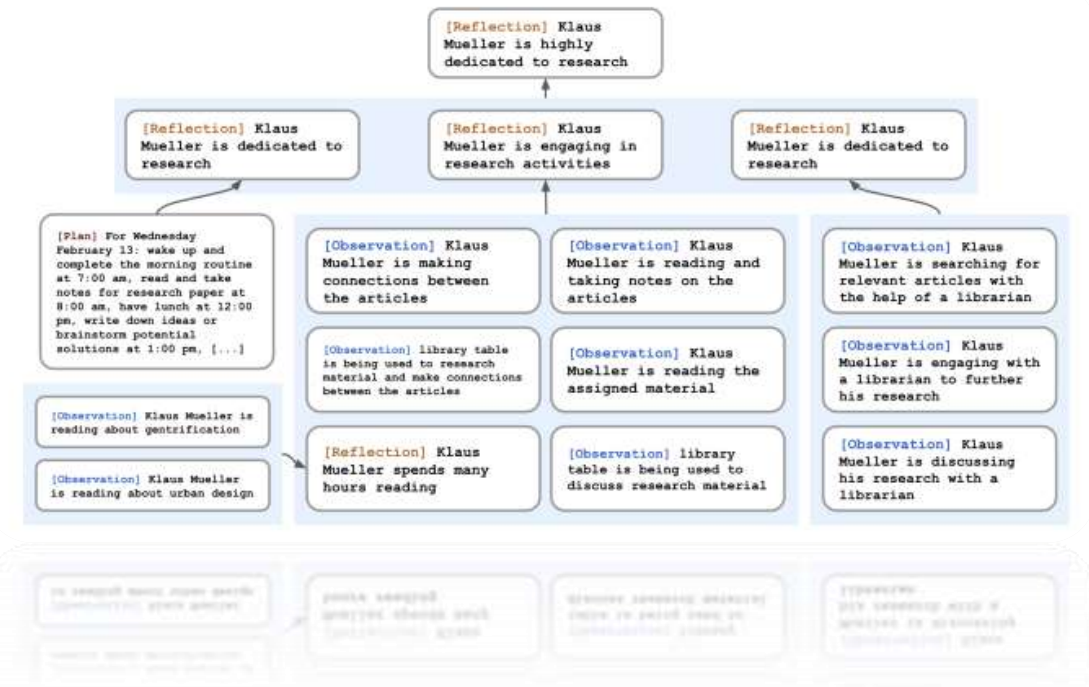 [Reflection] Klaus
Mueller is highly
dedicated to research
[Reflection] Klaus
Mueller is dedicated to
research
[Reflection] Klaus
Mueller is engaging in
research activities
[Reflection] Klaus
Mueller is dedicated to
research
[Plan] For Wednesday
February 13: wake up and
complete the morning routine
at 7:00 am, read and take
notes for research paper at
8:00 am, have lunch at 12:00
pm, write down ideas or
brainstorm potential
solutions at 1:00 pm, [...]
[Observation] Klaus Mueller is
reading about gentrification
[Observation] Klaus Mueller
is reading about urban design
[Observation] Klaus
Mueller is making
connections between
the articles
[Observation] Klaus
Mueller is reading and
taking notes on the
articles
[Observation] library table
is being used to research
material and make connections
between the articles
[Observation] Klaus
Mueller is reading the
assigned material
[Reflection] Klaus
Mueller spends many
hours reading
[Observation] library
table is being used to
discuss research material
[Observation] Klaus
Mueller is searching for
relevant articles with
the help of a librarian
[Observation] Klaus
Mueller is engaging with
a librarian to further
his research
[Observation] Klaus
Mueller is discussing
his research with a
librarian